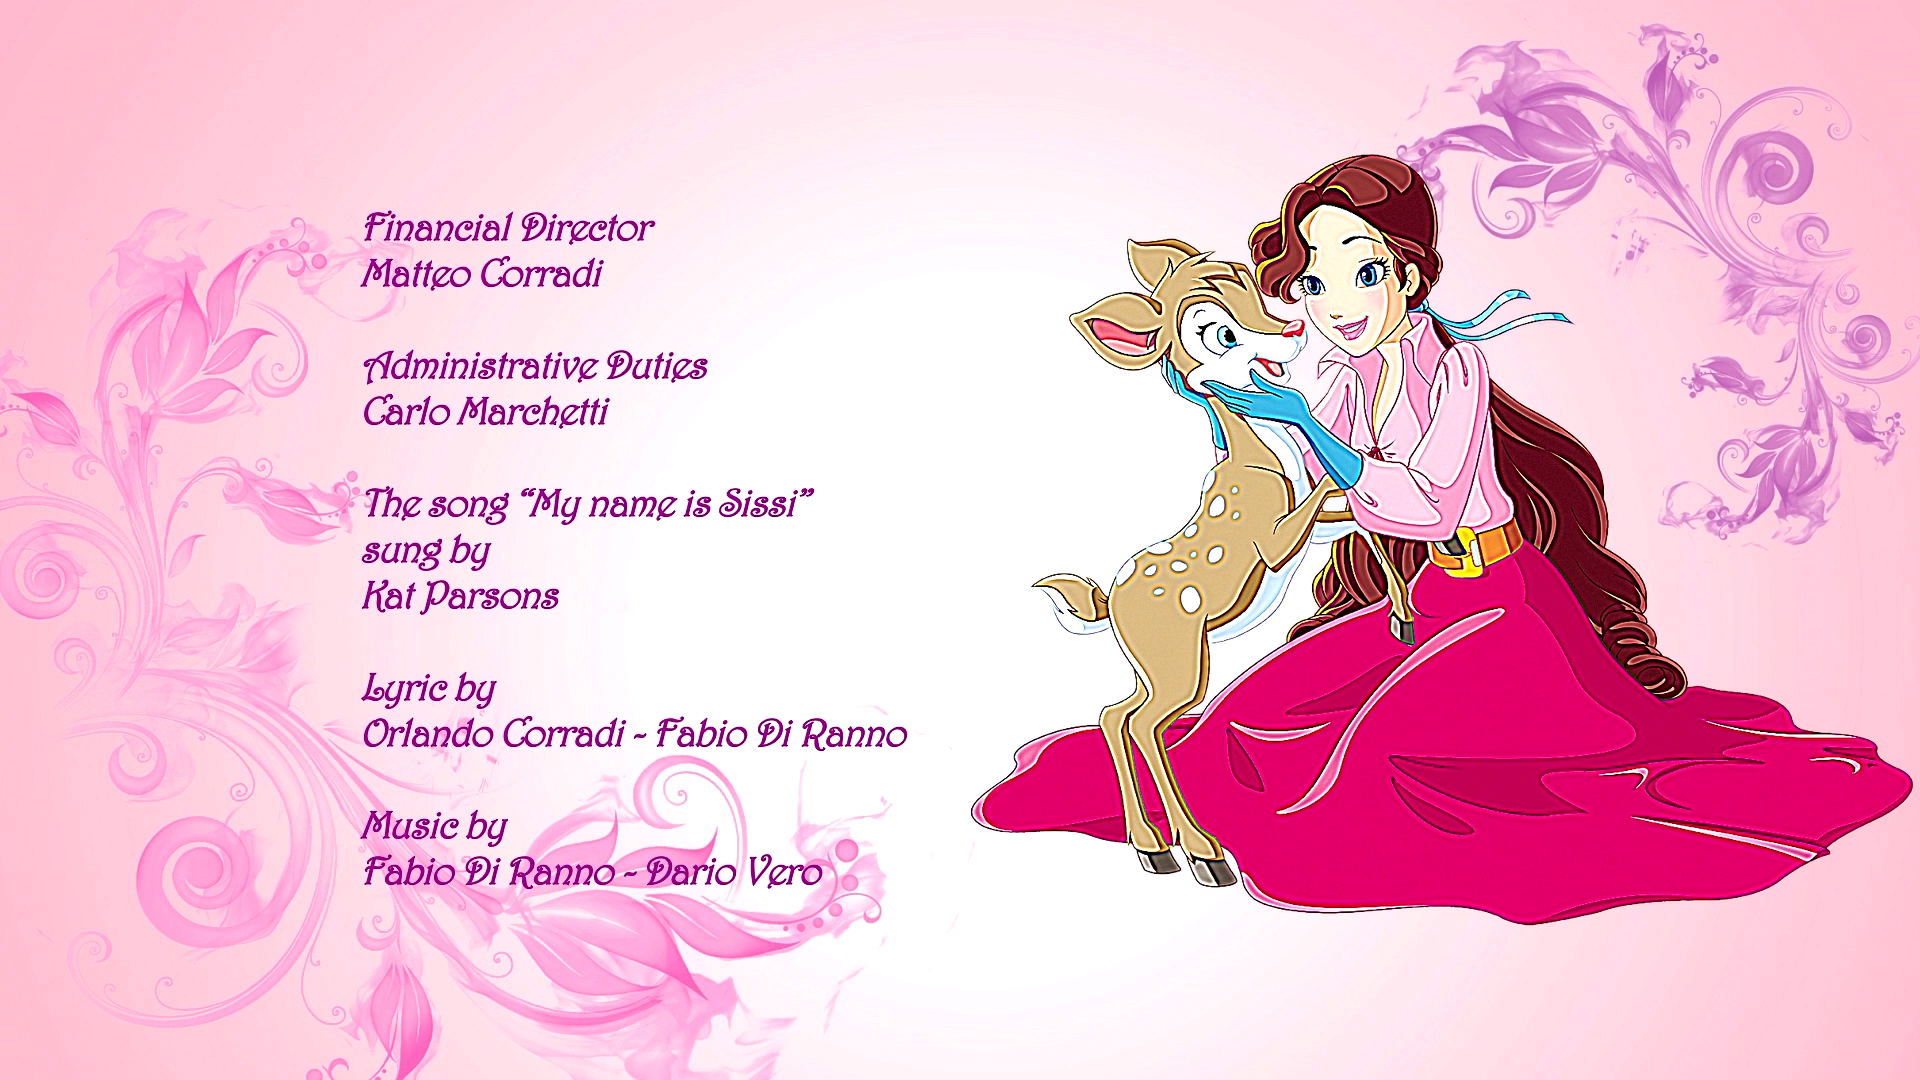 Financial Director
Matteo Corradi
Administrative Duties
Carlo Marchetti
The song “My name is Sissi”
sung by
Kat Parsons
Lyric by
Orlando Corradi - Fabio Di Ranno
Music by
Fabio Di Ranno - Dario Vero